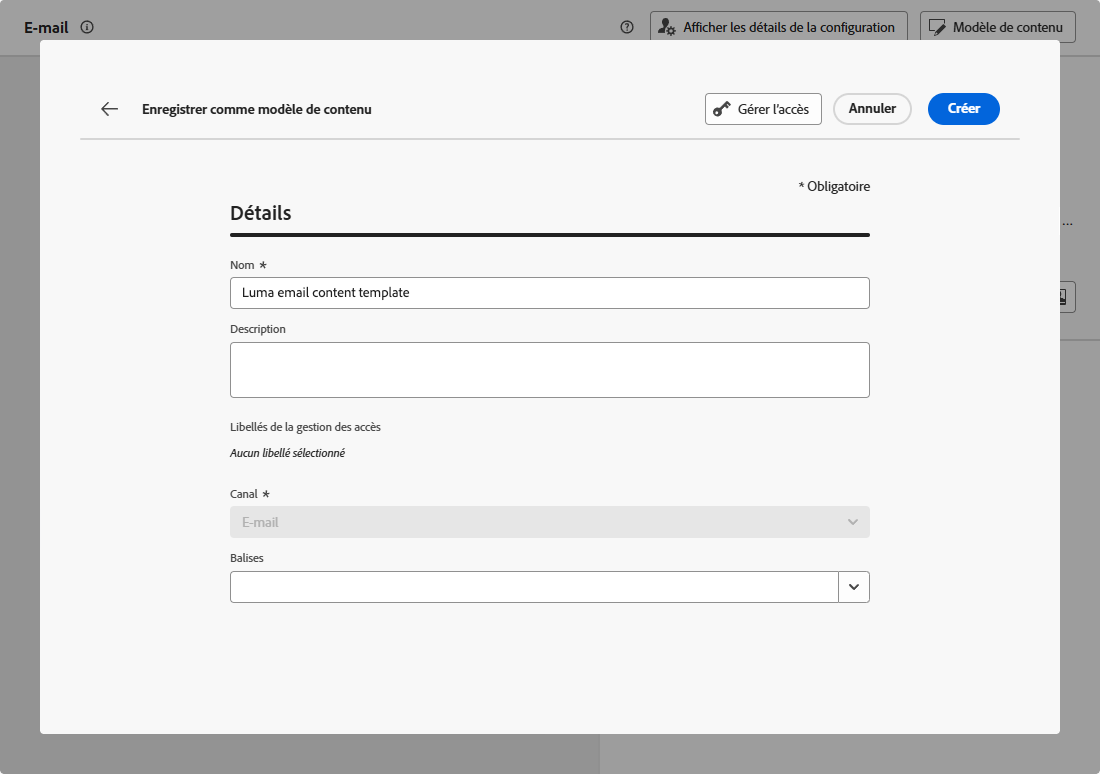 E-mail
Afficher les détails de la configuration
Modèle de contenu
Enregistrer comme modèle de contenu
Gérer l'accès
Annuler
Créer
* Obligatoire
Détails
Nom *
Luma email content template
Description
Libellés de la gestion des accès
Aucun libellé sélectionné
Canal *
E-mail
Balises
...